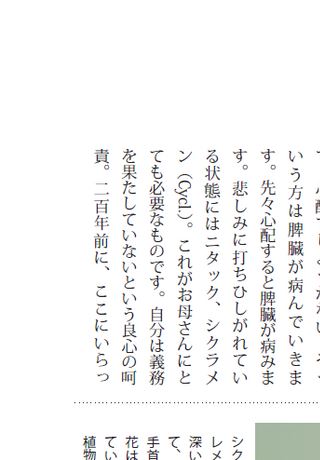 いう方は脾臓が病んでいきま
す。先々心配すると脾臓が病みま
す。悲しみに打ちひしがれてい
る状態にはニタック、シクラメ
ン（Cycl.）。これがお母さんにと
ても必要なものです。自分は義務
を果たしていないという良心の呵
責。二百年前に、ここにいらっ
シク
レメ
深い
て、
手首
てい
花は
植物